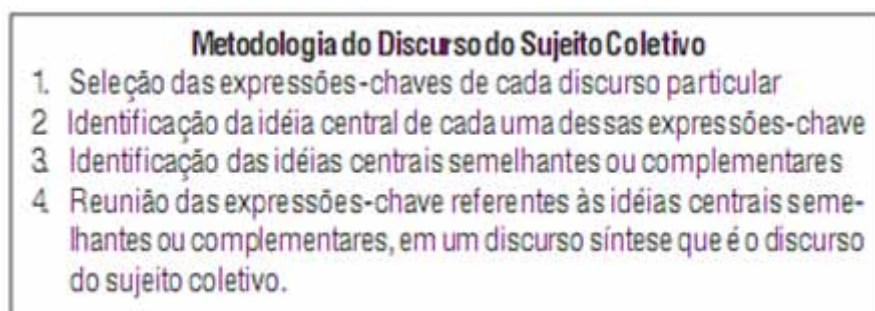 Metodologia do Discurso do Sujeito Coletivo
1. Seleção das expressões-chaves de cada discurso particular
2 Identificação da idéia central de cada uma dessas expressões-chave
3. Identificação das idéias centrais semelhantes ou complementares
4. Reunião das expressões-chave referentes às idéias centrais seme-
lhantes ou complementares, em um discurso síntese que é o discurso
do sujeito coletivo.